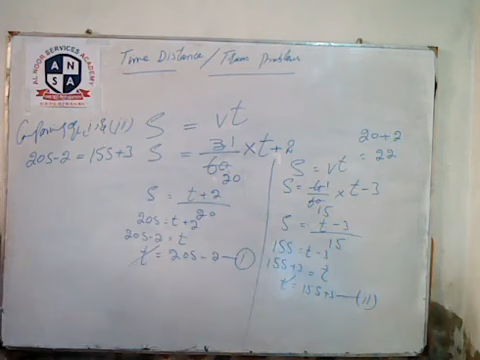 AL NOOR SERVICES ACADEMY
ANSA
Time Distance / Train Problems
Comparing eq. i & (ii)
20S-2 = 15S+3
S = vt
S = 31/60 × t+2
20
S = t+2/20
20S = t+2
20S-2 = t
t = 20S-2 — (i)
20+2
= 22
S = vt
S = 41/60 × t-3
15
S = t-3/15
15S = t-3
15S+3 = t
t = 15S+3 — (ii)